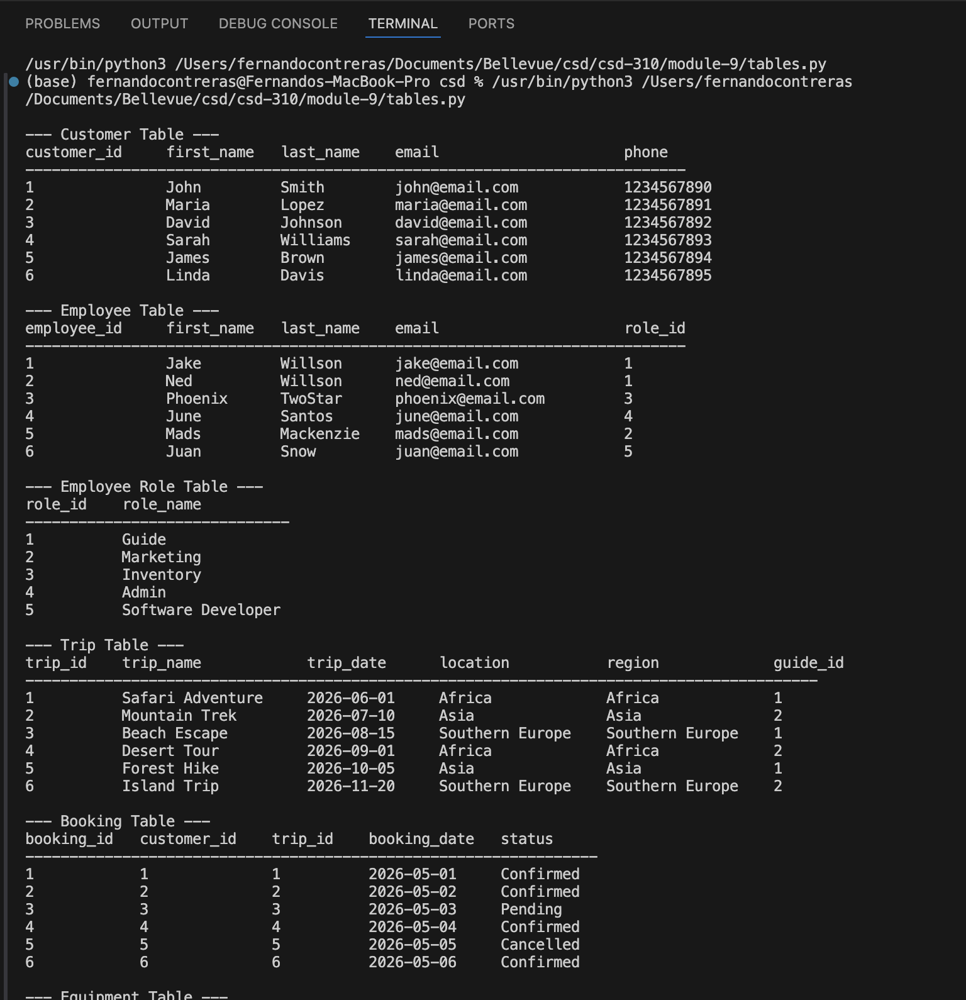 PROBLEMS OUTPUT DEBUG CONSOLE TERMINAL PORTS
/usr/bin/python3 /Users/fernandocontreras/Documents/Bellevue/csd/csd-310/module-9/tables.py
(base) fernandocontreras@Fernandos-MacBook-Pro csd % /usr/bin/python3 /Users/fernandocontreras
/Documents/Bellevue/csd/csd-310/module-9/tables.py
--- Customer Table ---
customer_id first_name last_name email phone
---------------------------------------------------------------------------
1 John Smith john@email.com 1234567890
2 Maria Lopez maria@email.com 1234567891
3 David Johnson david@email.com 1234567892
4 Sarah Williams sarah@email.com 1234567893
5 James Brown james@email.com 1234567894
6 Linda Davis linda@email.com 1234567895
--- Employee Table ---
employee_id first_name last_name email role_id
---------------------------------------------------------------------------
1 Jake Willson jake@email.com 1
2 Ned Willson ned@email.com 1
3 Phoenix TwoStar phoenix@email.com 3
4 June Santos june@email.com 4
5 Mads Mackenzie mads@email.com 2
6 Juan Snow juan@email.com 5
--- Employee Role Table ---
role_id role_name
------------------------------
1 Guide
2 Marketing
3 Inventory
4 Admin
5 Software Developer
--- Trip Table ---
trip_id trip_name trip_date location region guide_id
------------------------------------------------------------------------------------------
1 Safari Adventure 2026-06-01 Africa Africa 1
2 Mountain Trek 2026-07-10 Asia Asia 2
3 Beach Escape 2026-08-15 Southern Europe Southern Europe 1
4 Desert Tour 2026-09-01 Africa Africa 2
5 Forest Hike 2026-10-05 Asia Asia 1
6 Island Trip 2026-11-20 Southern Europe Southern Europe 2
--- Booking Table ---
booking_id customer_id trip_id booking_date status
-----------------------------------------------------------------
1 1 1 2026-05-01 Confirmed
2 2 2 2026-05-02 Confirmed
3 3 3 2026-05-03 Pending
4 4 4 2026-05-04 Confirmed
5 5 5 2026-05-05 Cancelled
6 6 6 2026-05-06 Confirmed
--- Equipment Table ---